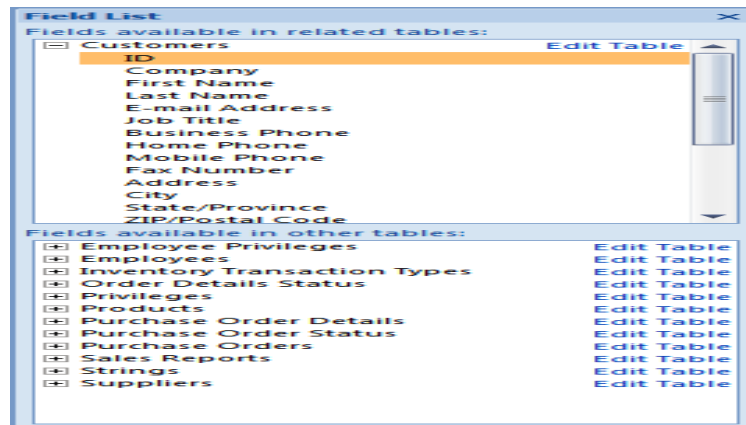 Field List
Fields available in related tables:
Customers Edit Table
ID
Company
First Name
Last Name
E-mail Address
Job Title
Business Phone
Home Phone
Mobile Phone
Fax Number
Address
City
State/Province
ZIP/Postal Code
Fields available in other tables:
Employee Privileges Edit Table
Employees Edit Table
Inventory Transaction Types Edit Table
Order Details Status Edit Table
Privileges Edit Table
Products Edit Table
Purchase Order Details Edit Table
Purchase Order Status Edit Table
Purchase Orders Edit Table
Sales Reports Edit Table
Strings Edit Table
Suppliers Edit Table